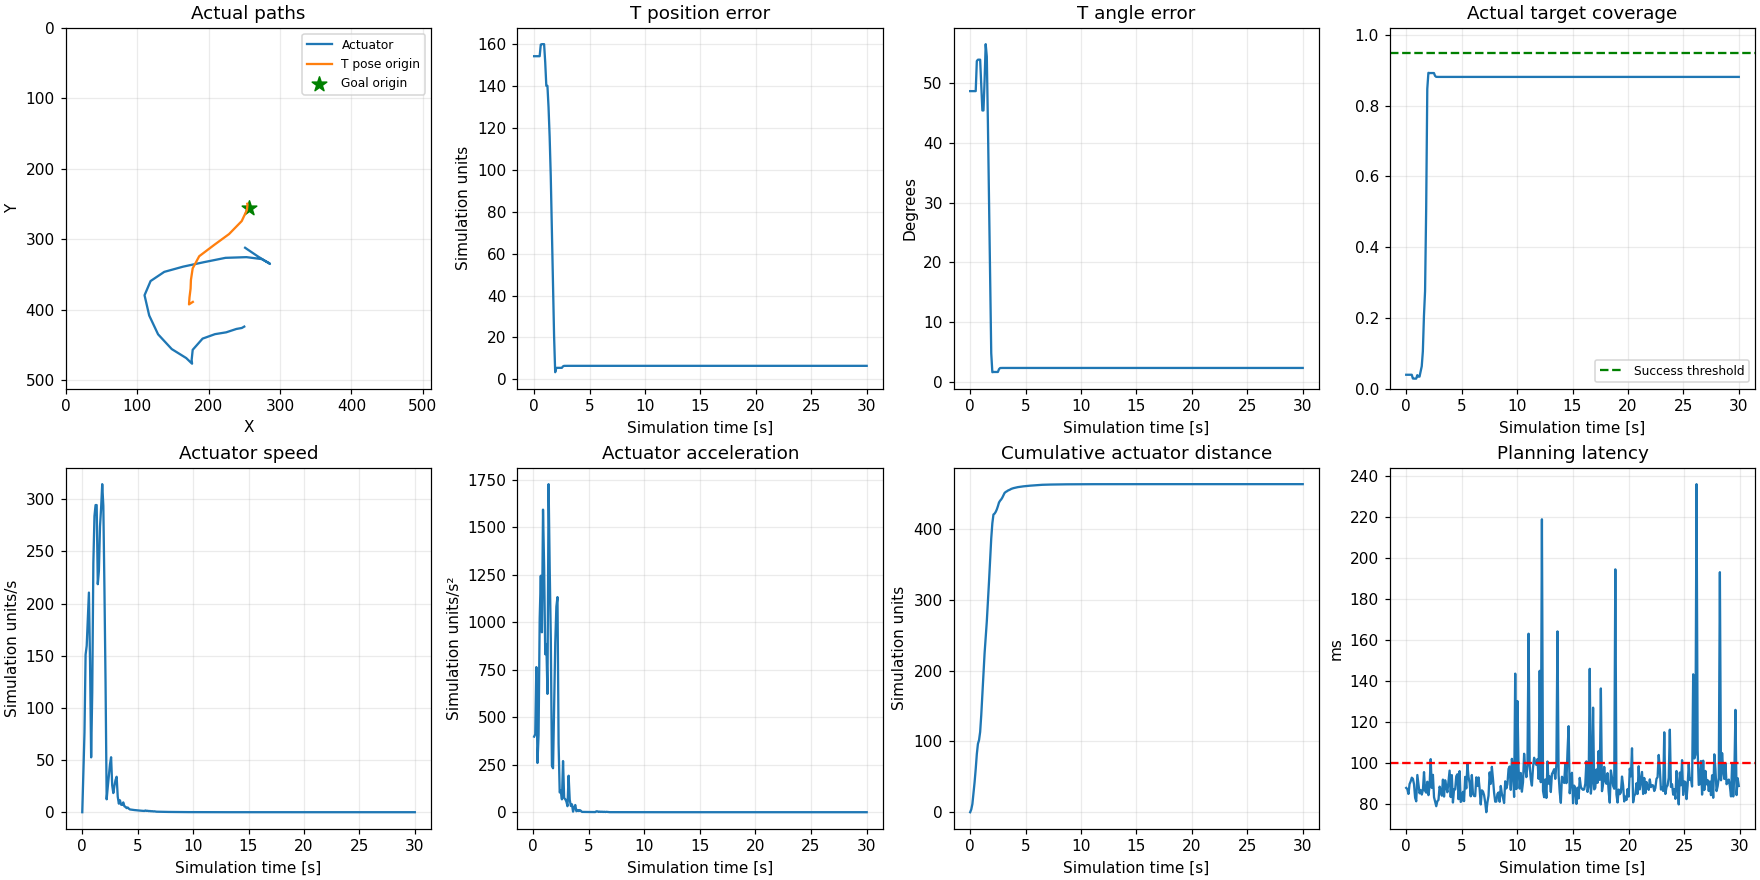 Actual paths
0
100
200
300
400
500
Y
0 100 200 300 400 500
X
Actuator
T pose origin
Goal origin
T position error
160
140
120
100
80
60
40
20
0
Simulation units
0 5 10 15 20 25 30
Simulation time [s]
T angle error
50
40
30
20
10
0
Degrees
0 5 10 15 20 25 30
Simulation time [s]
Actual target coverage
1.0
0.8
0.6
0.4
0.2
0.0
Success threshold
0 5 10 15 20 25 30
Simulation time [s]
Actuator speed
300
250
200
150
100
50
0
Simulation units/s
0 5 10 15 20 25 30
Simulation time [s]
Actuator acceleration
1750
1500
1250
1000
750
500
250
0
Simulation units/s²
0 5 10 15 20 25 30
Simulation time [s]
Cumulative actuator distance
400
300
200
100
0
Simulation units
0 5 10 15 20 25 30
Simulation time [s]
Planning latency
240
220
200
180
160
140
120
100
80
ms
0 5 10 15 20 25 30
Simulation time [s]